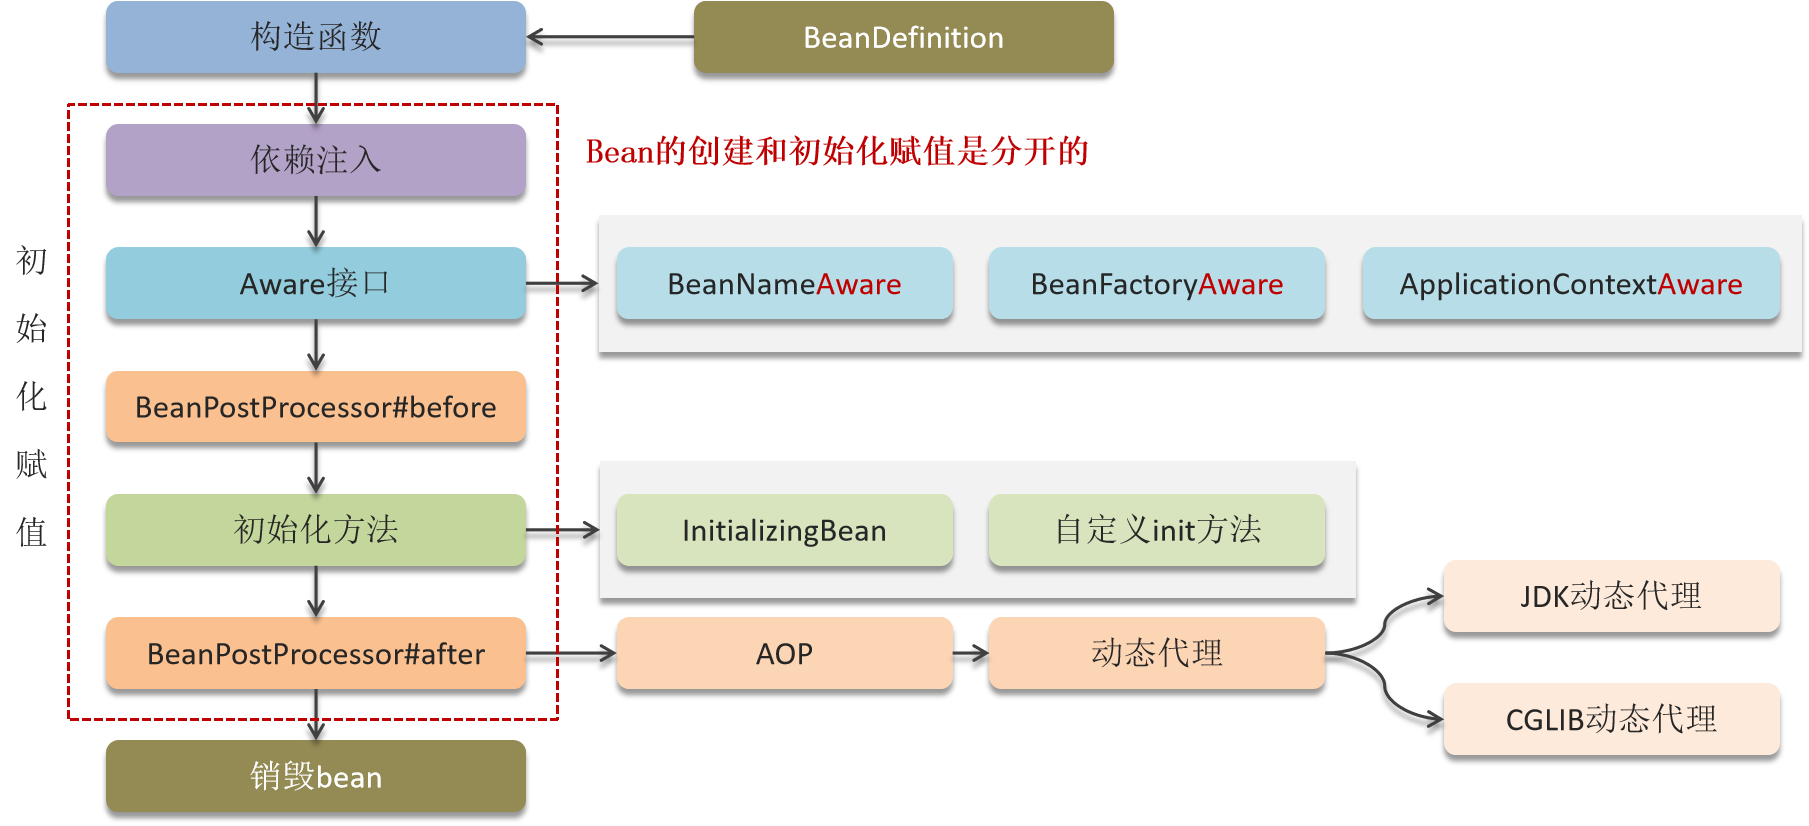 构造函数
BeanDefinition
依赖注入
Bean的创建和初始化赋值是分开的
初始化赋值
Aware接口
BeanNameAware
BeanFactoryAware
ApplicationContextAware
BeanPostProcessor#before
初始化方法
InitializingBean
自定义init方法
BeanPostProcessor#after
AOP
动态代理
JDK动态代理
CGLIB动态代理
销毁bean